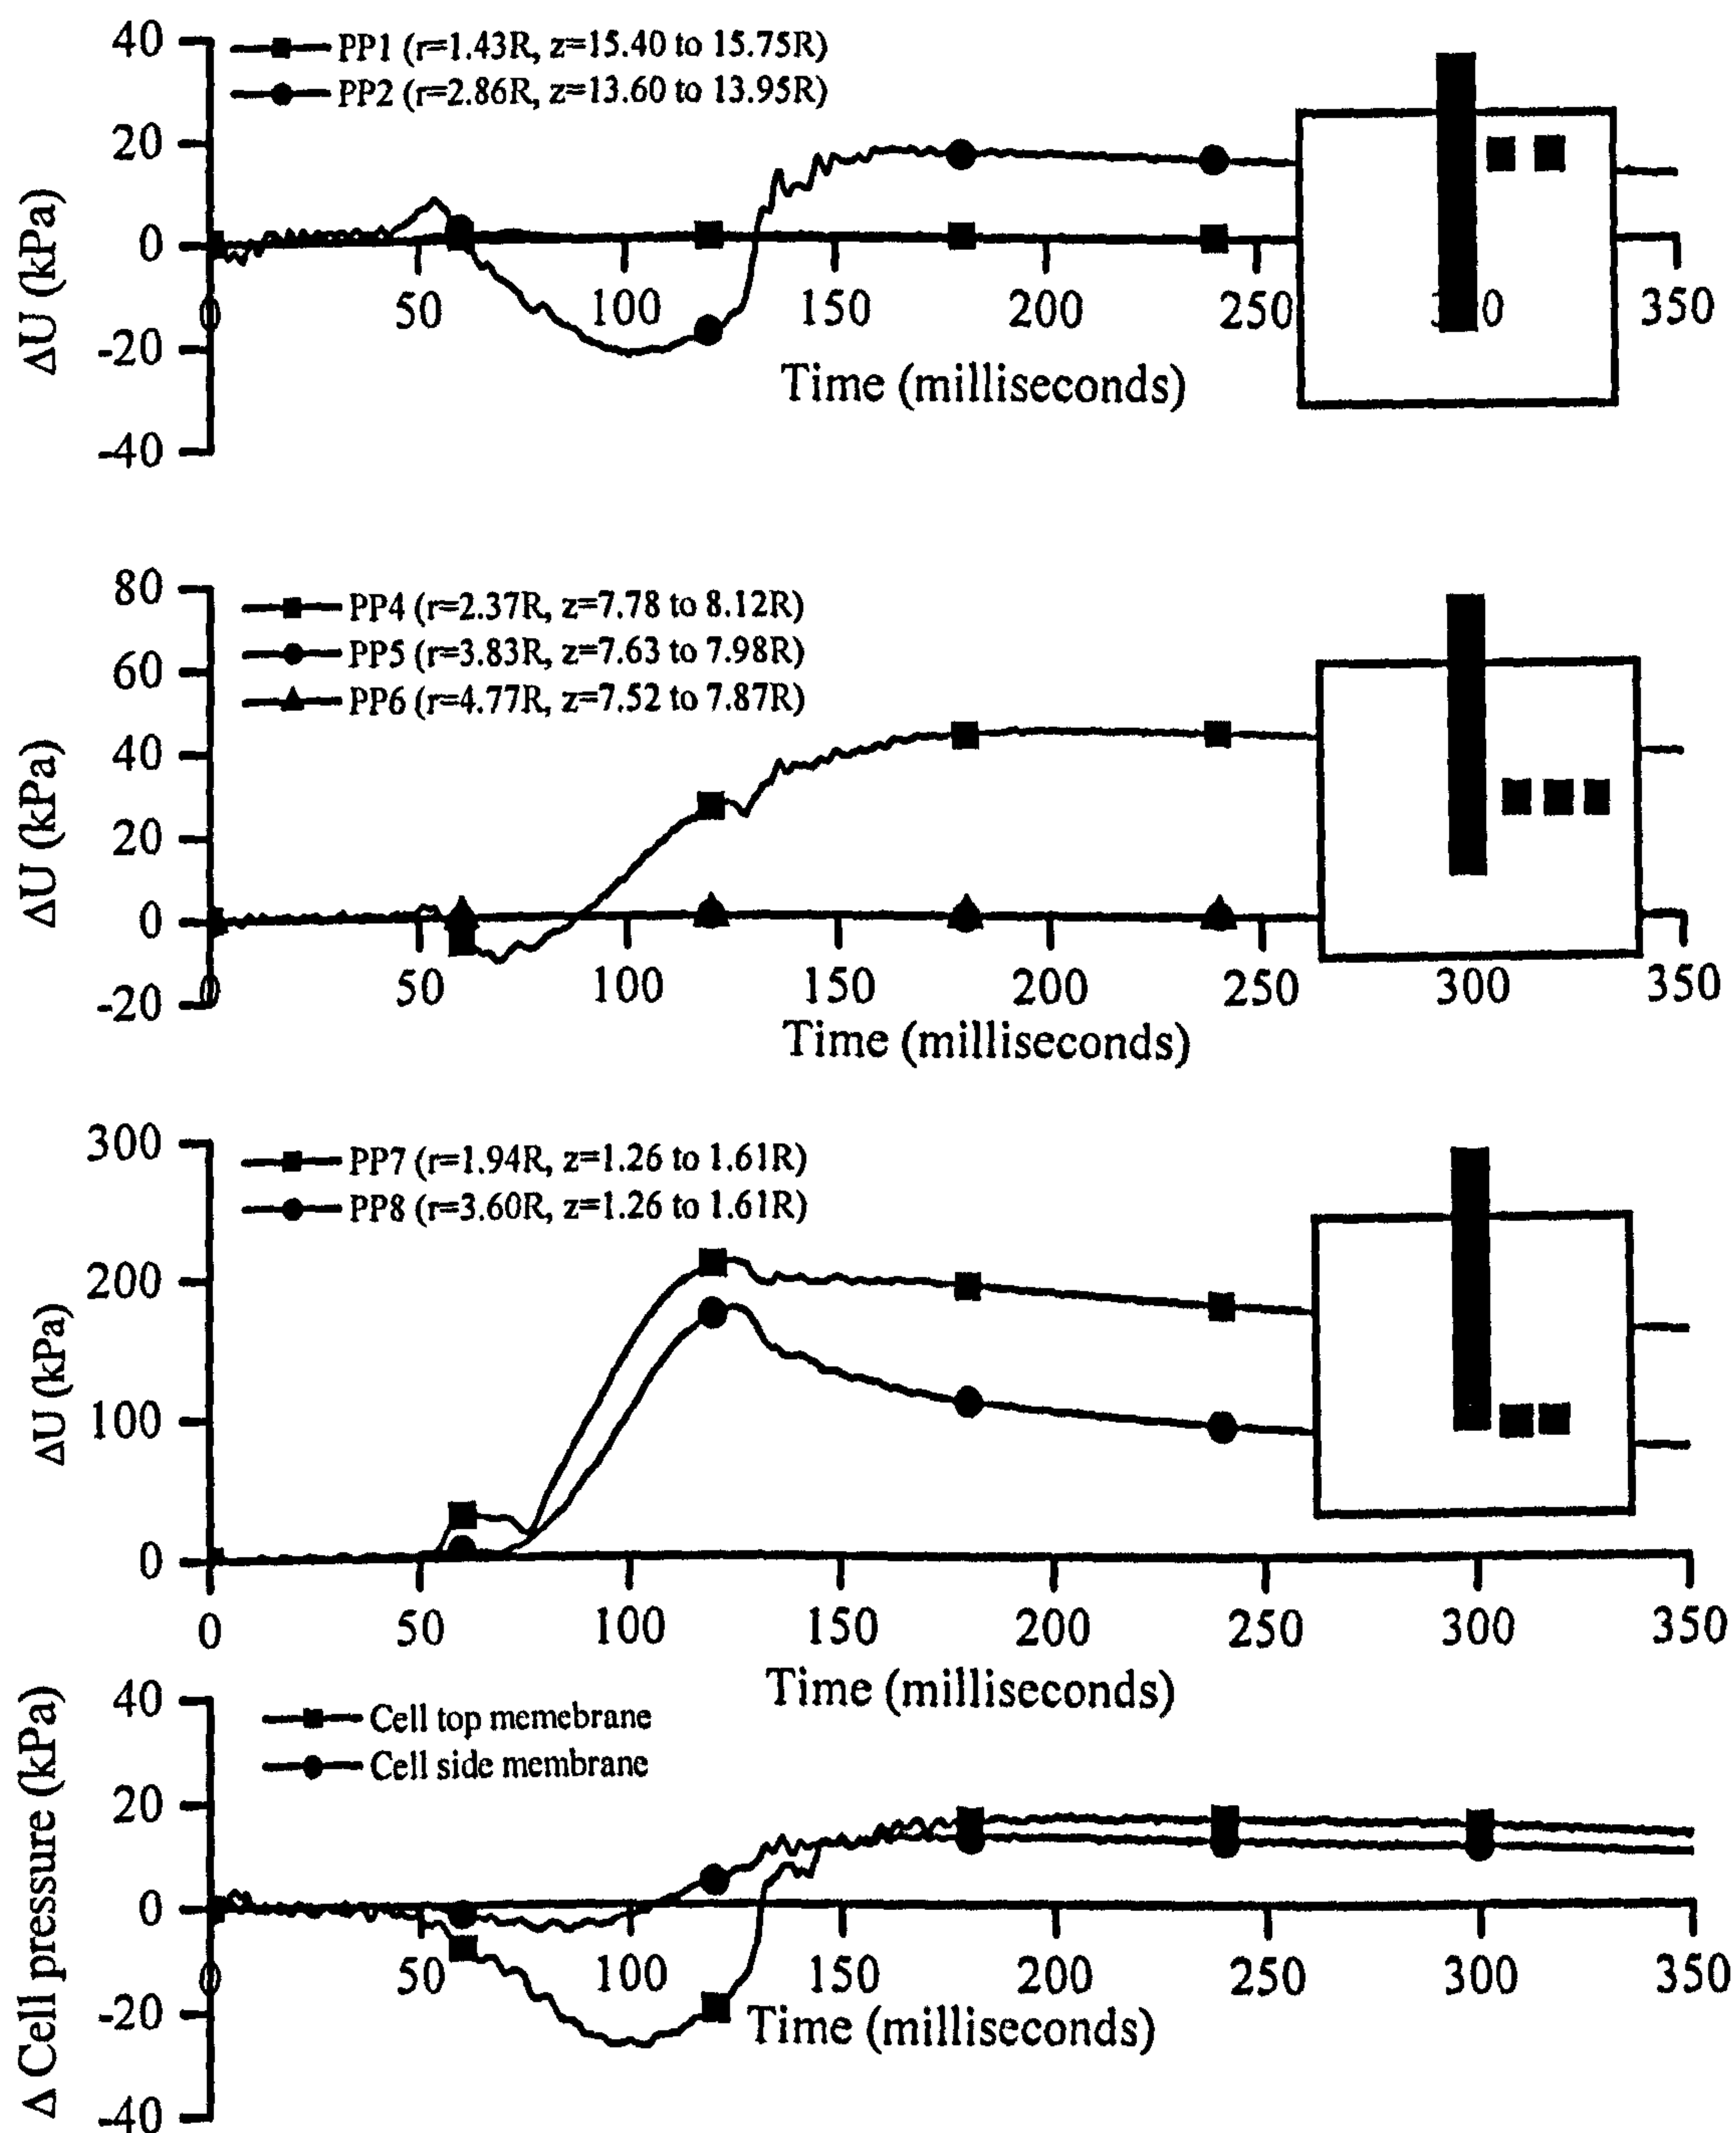 40
PP1 (r=1.43R, z=15.40 to 15.75R)
PP2 (r=2.86R, z=13.60 to 13.95R)
20
0
-20
-40
ΔU (kPa)
0 50 100 150 200 250 350
Time (milliseconds)
80
PP4 (r=2.37R, z=7.78 to 8.12R)
PP5 (r=3.83R, z=7.63 to 7.98R)
PP6 (r=4.77R, z=7.52 to 7.87R)
60
40
20
0
-20
ΔU (kPa)
0 50 100 150 200 250 300 350
Time (milliseconds)
300
PP7 (r=1.94R, z=1.26 to 1.61R)
PP8 (r=3.60R, z=1.26 to 1.61R)
200
100
0
ΔU (kPa)
0 50 100 150 200 250 300 350
Time (milliseconds)
40
Cell top memebrane
Cell side membrane
20
0
-20
-40
Δ Cell pressure (kPa)
0 50 100 150 200 250 300 350
Time (milliseconds)